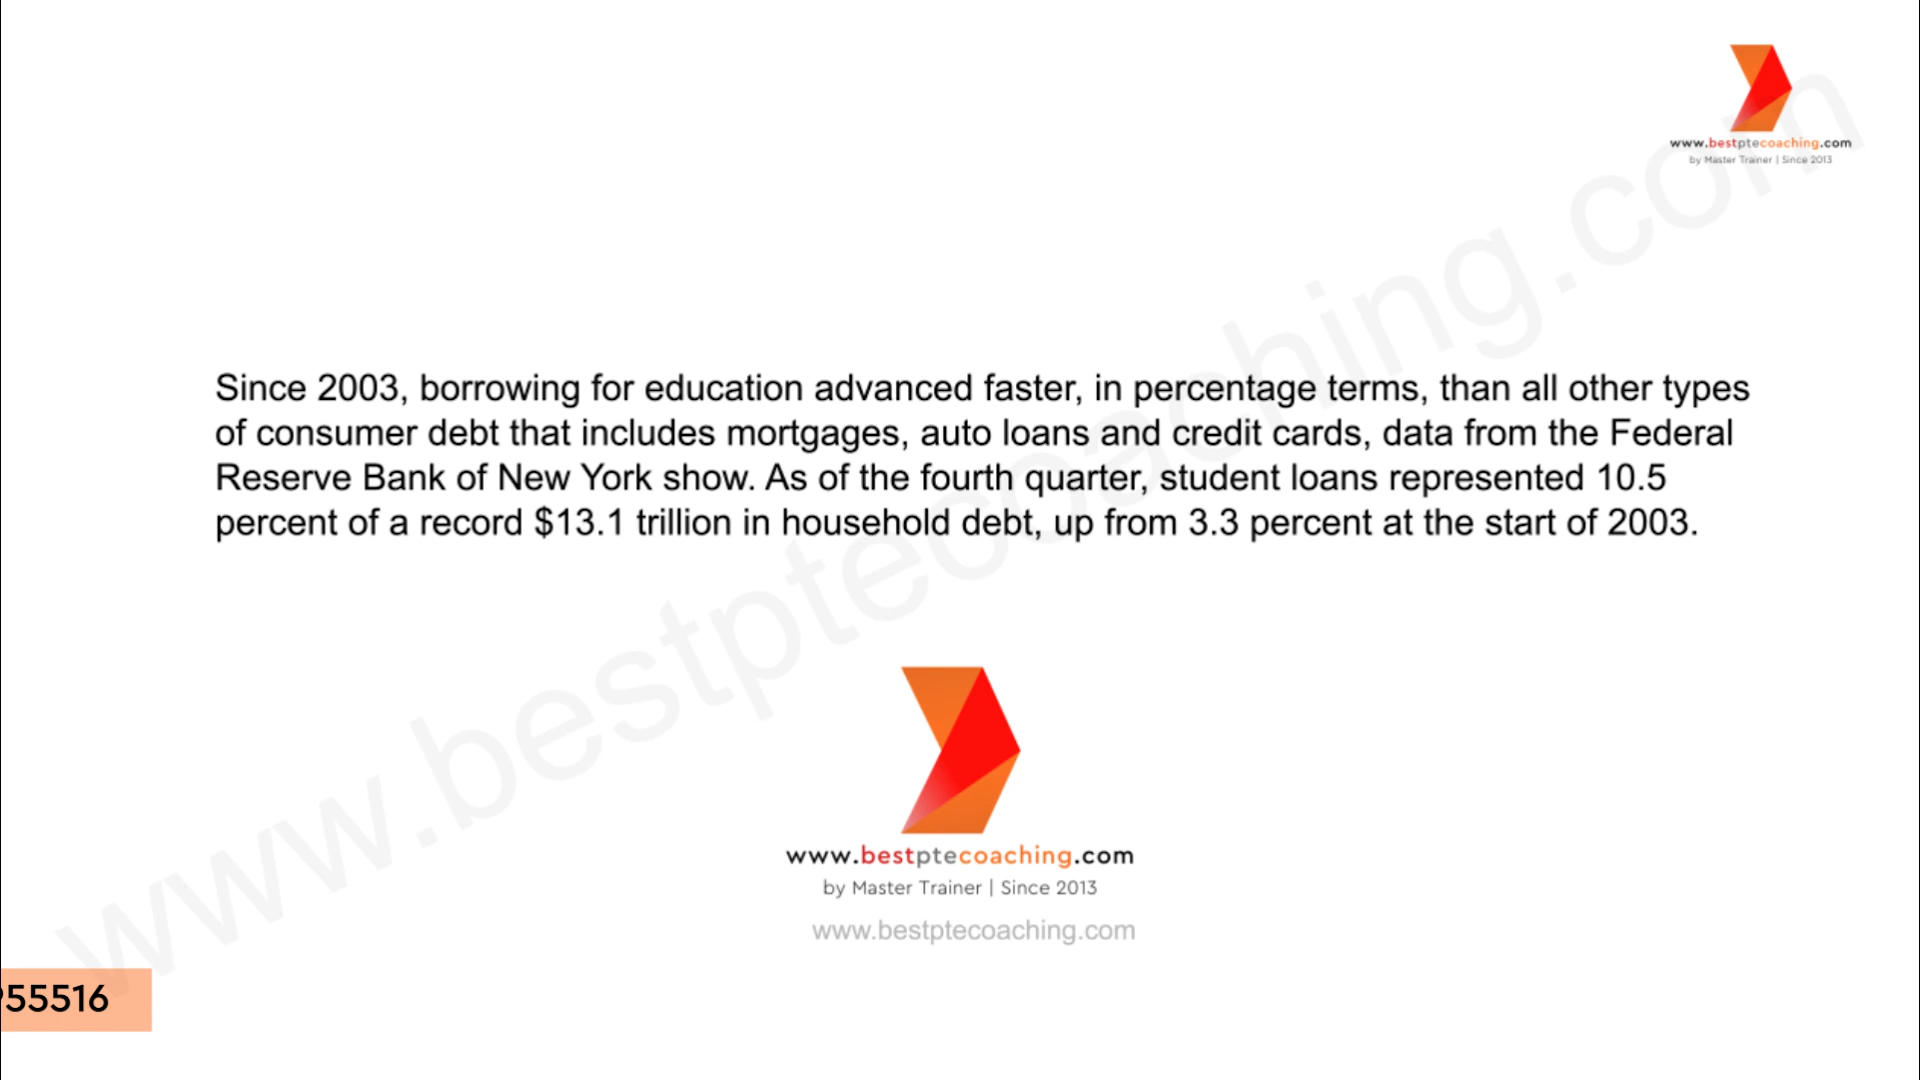 www.bestptecoaching.com
by Master Trainer | Since 2013
Since 2003, borrowing for education advanced faster, in percentage terms, than all other types
of consumer debt that includes mortgages, auto loans and credit cards, data from the Federal
Reserve Bank of New York show. As of the fourth quarter, student loans represented 10.5
percent of a record $13.1 trillion in household debt, up from 3.3 percent at the start of 2003.
www.bestptecoaching.com
www.bestptecoaching.com
by Master Trainer | Since 2013
www.bestptecoaching.com
55516